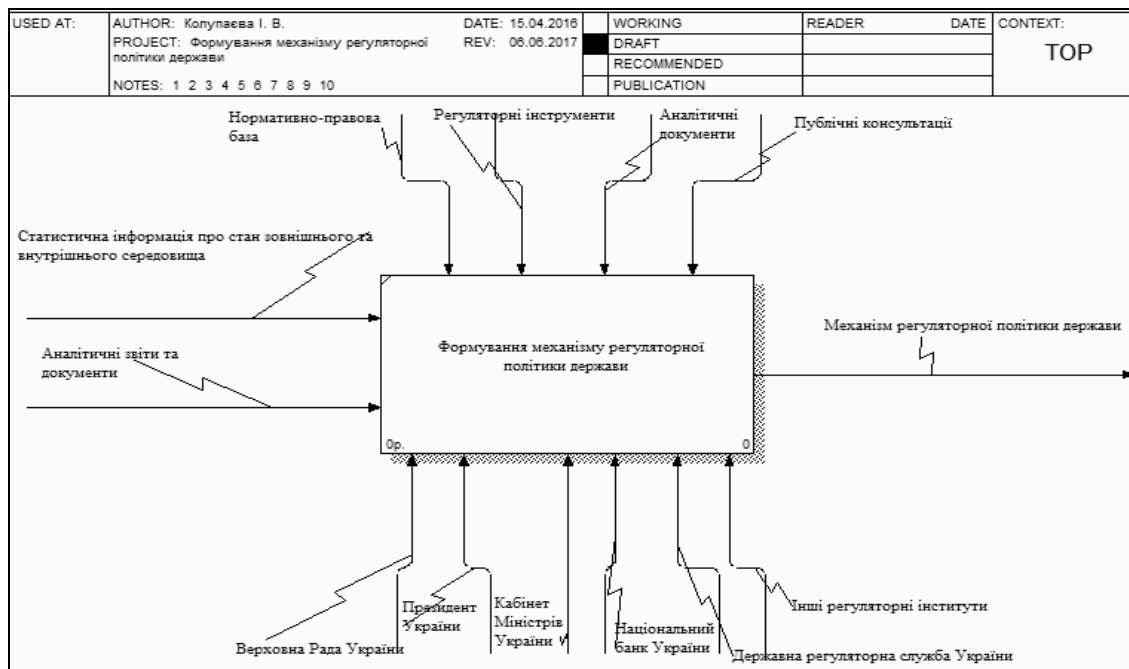 USED AT:
AUTHOR: Колупаєва І. В.
DATE: 15.04.2016
PROJECT: Формування механізму регуляторної
політики держави
REV: 06.06.2017
NOTES: 1 2 3 4 5 6 7 8 9 10
WORKING
DRAFT
RECOMMENDED
PUBLICATION
READER
DATE
CONTEXT:
TOP
Нормативно-правова
база
Регуляторні інструменти
Аналітичні
документи
Публічні консультації
Статистична інформація про стан зовнішнього та
внутрішнього середовища
Аналітичні звіти та
документи
Формування механізму регуляторної
політики держави
0р.
0
Механізм регуляторної політики держави
Верховна Рада України
Президент
України
Кабінет
Міністрів
України
Національний
банк України
Державна регуляторна служба України
Інші регуляторні інститути